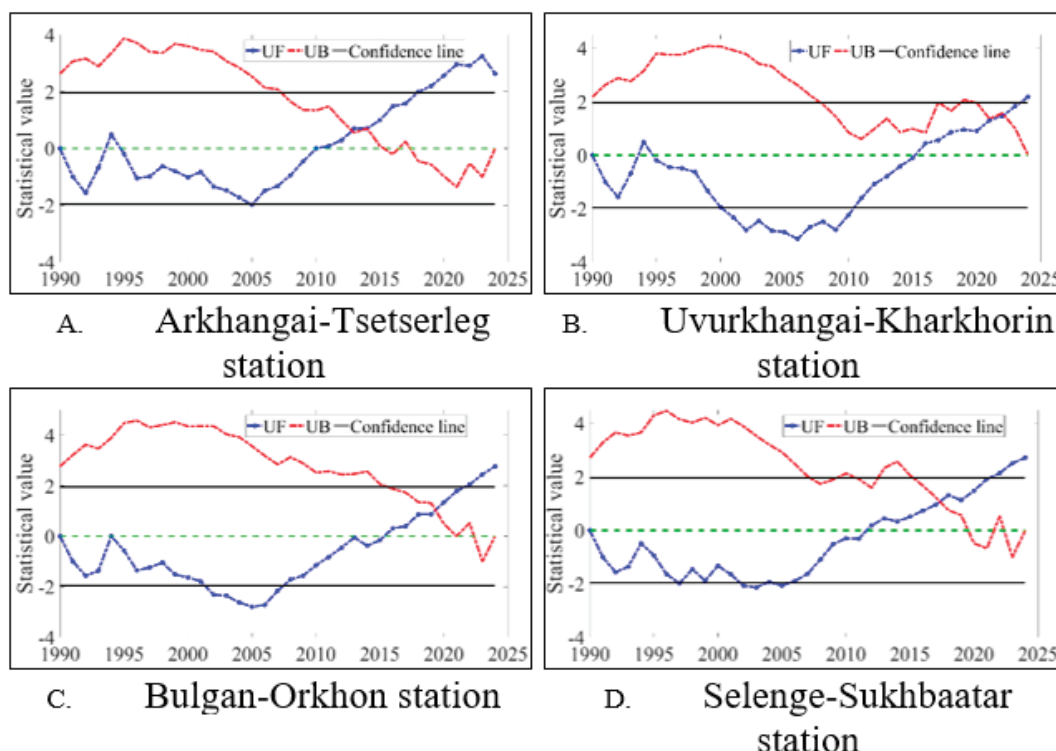 4
2
0
-2
-4
Statistical value
UF UB Confidence line
1990 1995 2000 2005 2010 2015 2020 2025
A. Arkhangai-Tsetserleg
station
4
2
0
-2
-4
Statistical value
UF UB Confidence line
1990 1995 2000 2005 2010 2015 2020 2025
B. Uvurkhangai-Kharkhorin
station
4
2
0
-2
-4
Statistical value
UF UB Confidence line
1990 1995 2000 2005 2010 2015 2020 2025
C. Bulgan-Orkhon station
4
2
0
-2
-4
Statistical value
UF UB Confidence line
1990 1995 2000 2005 2010 2015 2020 2025
D. Selenge-Sukhbaatar
station